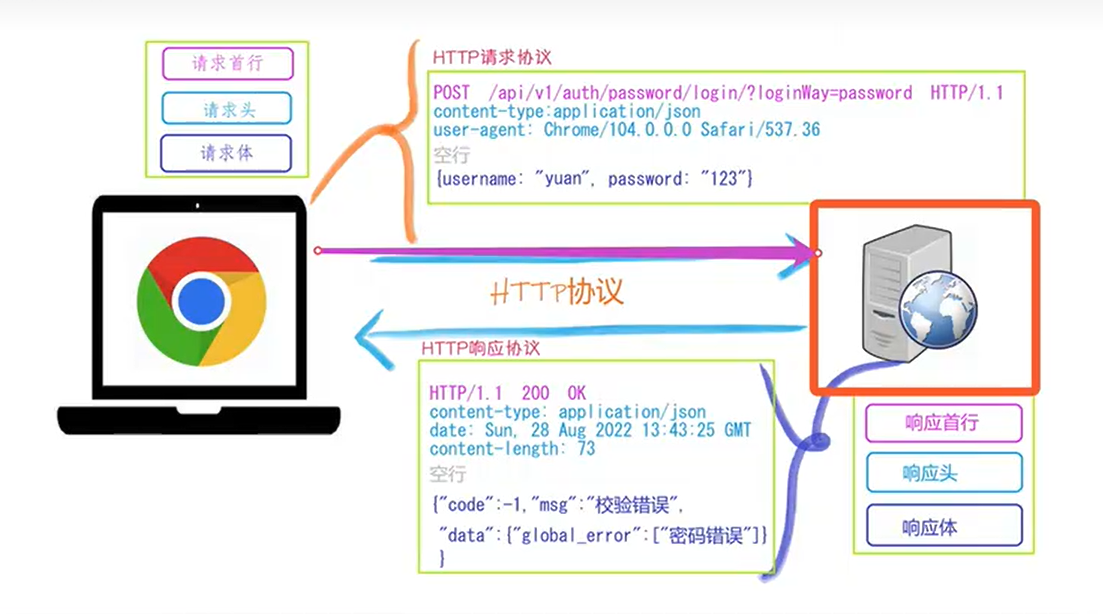 请求首行
请求头
请求体
HTTP请求协议
POST /api/v1/auth/password/login/?loginWay=password HTTP/1.1
content-type:application/json
user-agent: Chrome/104.0.0.0 Safari/537.36
空行
{username: "yuan", password: "123"}
HTTP协议
HTTP响应协议
HTTP/1.1 200 OK
content-type: application/json
date: Sun, 28 Aug 2022 13:43:25 GMT
content-length: 73
空行
{"code":-1,"msg":"校验错误",
"data":{"global_error":["密码错误"]}
}
响应首行
响应头
响应体